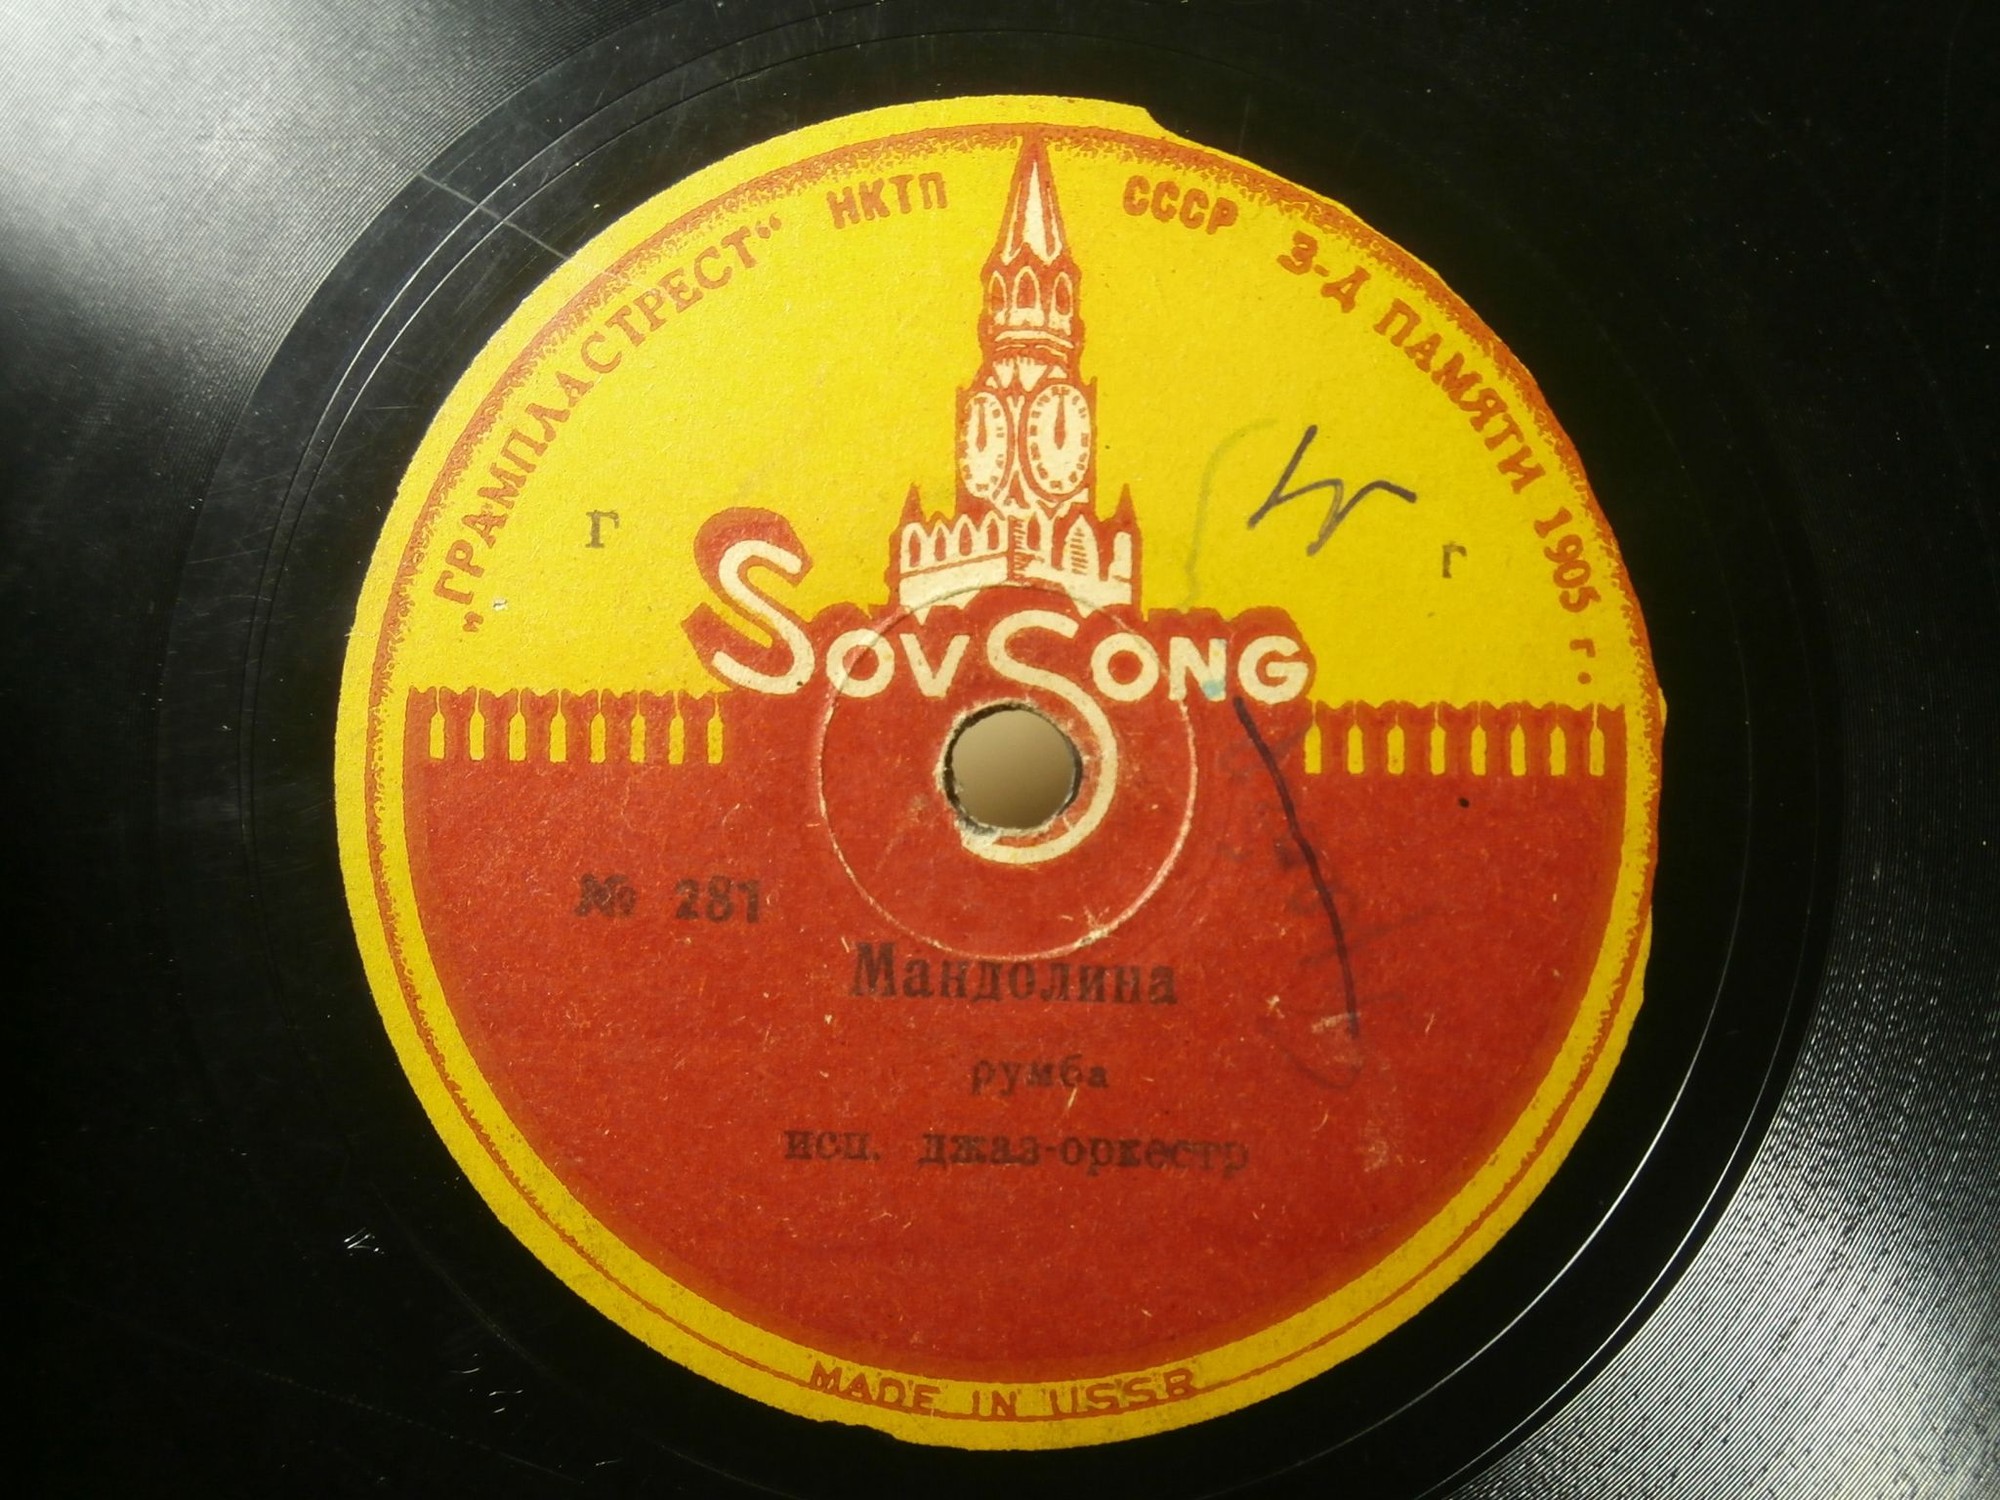 „ГРАМПЛАСТРЕСТ“ НКТП СССР З-Д ПАМЯТИ 1905 г.
Г г
SovSong
№ 281
Мандолина
румба
исп. джаз-оркестр
MADE IN USSR